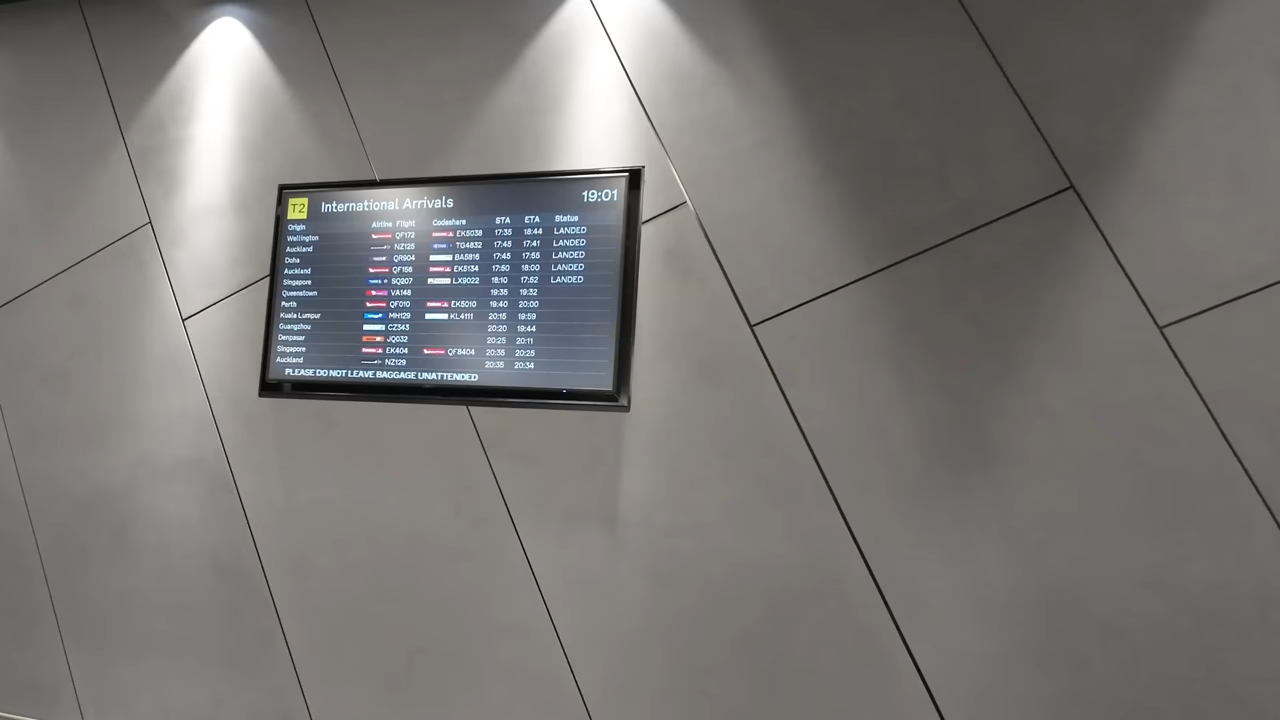 T2 International Arrivals 19:01
Origin Airline Flight Codeshare STA ETA Status
Wellington QF172 EK5038 17:35 18:44 LANDED
Auckland NZ125 TG4832 17:45 17:41 LANDED
Doha QR904 BA5816 17:45 17:55 LANDED
Auckland QF156 EK5134 17:50 18:00 LANDED
Singapore SQ207 LX9022 18:10 17:52 LANDED
Queenstown VA148 19:35 19:32
Perth QF010 EK5010 19:40 20:00
Kuala Lumpur MH129 KL4111 20:15 19:59
Guangzhou CZ343 20:20 19:44
Denpasar JQ032 20:25 20:11
Singapore EK404 QF8404 20:35 20:25
Auckland NZ129 20:35 20:34
PLEASE DO NOT LEAVE BAGGAGE UNATTENDED